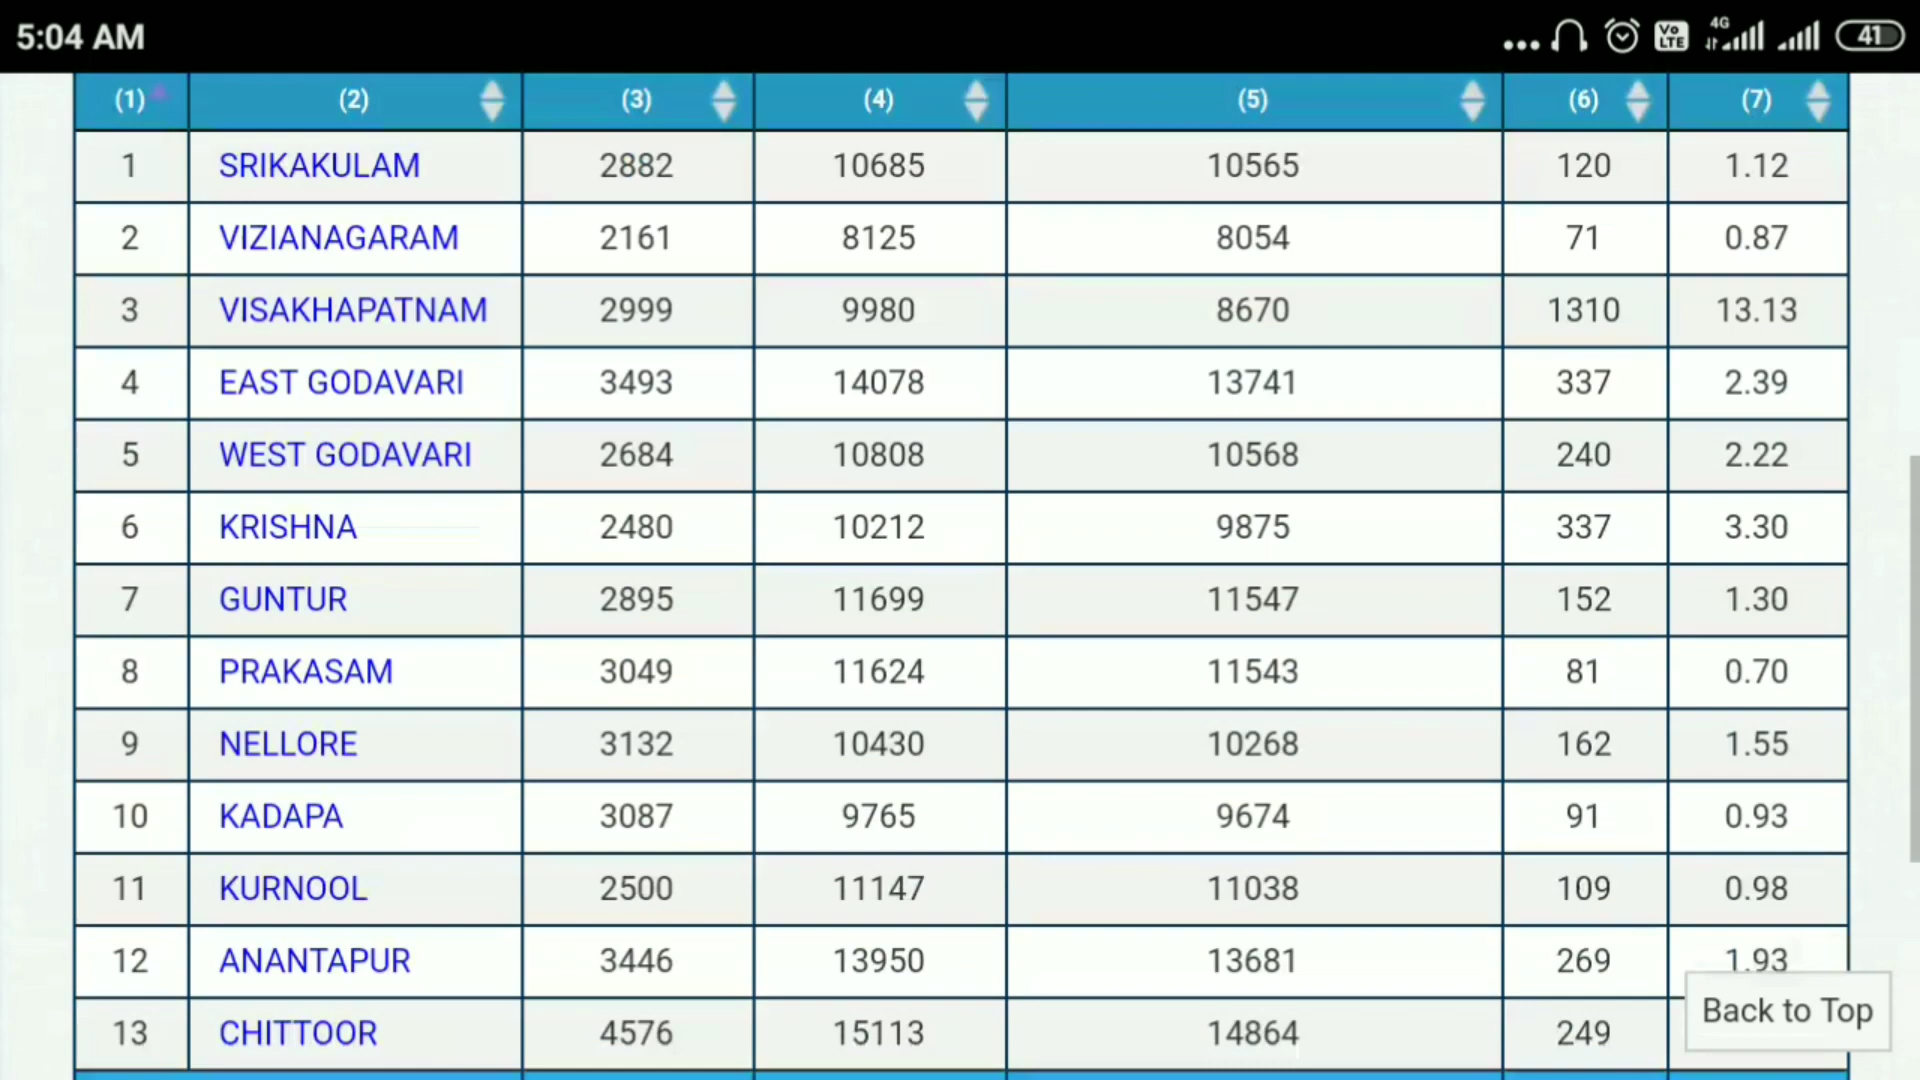 5:04 AM ... 4G Vo LTE 41
(1) (2) (3) (4) (5) (6) (7)
1 SRIKAKULAM 2882 10685 10565 120 1.12
2 VIZIANAGARAM 2161 8125 8054 71 0.87
3 VISAKHAPATNAM 2999 9980 8670 1310 13.13
4 EAST GODAVARI 3493 14078 13741 337 2.39
5 WEST GODAVARI 2684 10808 10568 240 2.22
6 KRISHNA 2480 10212 9875 337 3.30
7 GUNTUR 2895 11699 11547 152 1.30
8 PRAKASAM 3049 11624 11543 81 0.70
9 NELLORE 3132 10430 10268 162 1.55
10 KADAPA 3087 9765 9674 91 0.93
11 KURNOOL 2500 11147 11038 109 0.98
12 ANANTAPUR 3446 13950 13681 269 1.93
13 CHITTOOR 4576 15113 14864 249
Back to Top